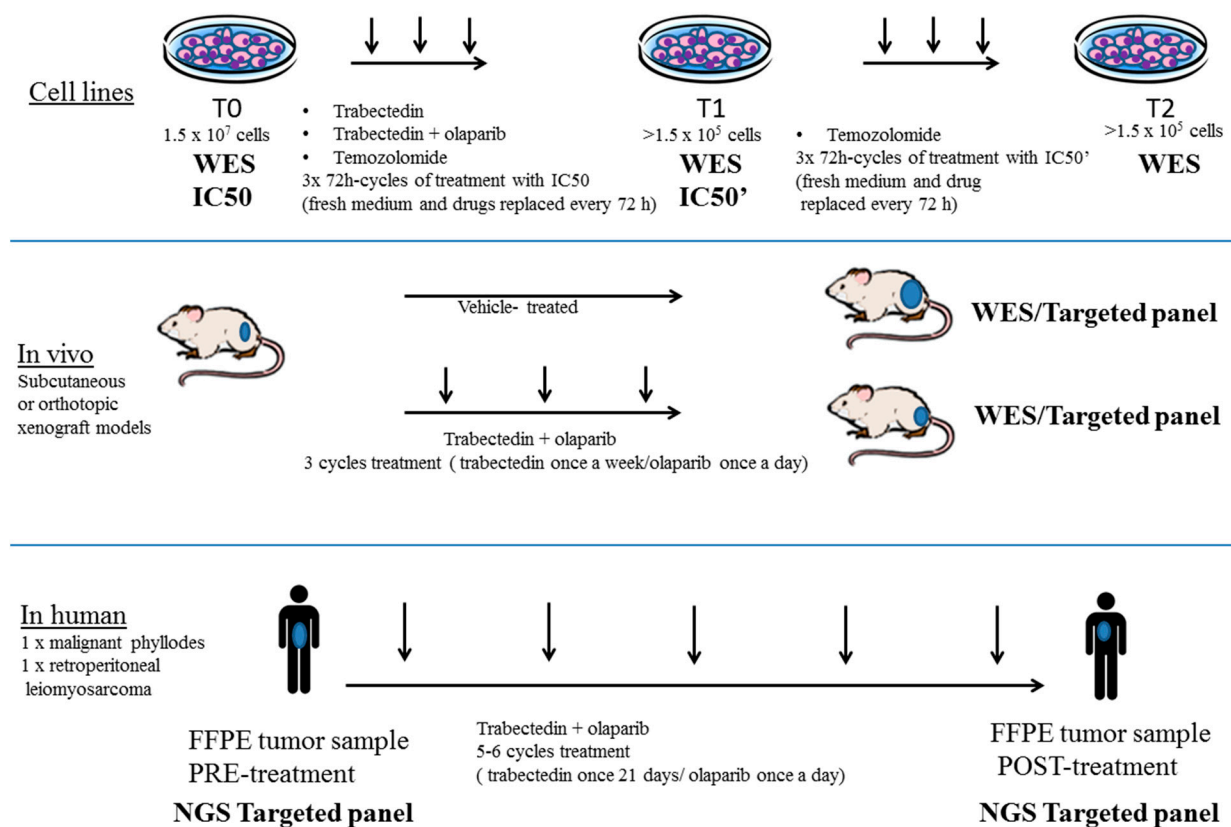 Cell lines
T0
1.5 x 10⁷ cells
WES
IC50
• Trabectedin
• Trabectedin + olaparib
• Temozolomide
3x 72h-cycles of treatment with IC50
(fresh medium and drugs replaced every 72 h)
T1
>1.5 x 10⁵ cells
WES
IC50’
• Temozolomide
3x 72h-cycles of treatment with IC50’
(fresh medium and drug
replaced every 72 h)
T2
>1.5 x 10⁵ cells
WES
In vivo
Subcutaneous
or orthotopic
xenograft models
Vehicle- treated
WES/Targeted panel
Trabectedin + olaparib
3 cycles treatment ( trabectedin once a week/olaparib once a day)
WES/Targeted panel
In human
1 x malignant phyllodes
1 x retroperitoneal
leiomyosarcoma
FFPE tumor sample
PRE-treatment
NGS Targeted panel
Trabectedin + olaparib
5-6 cycles treatment
( trabectedin once 21 days/ olaparib once a day)
FFPE tumor sample
POST-treatment
NGS Targeted panel